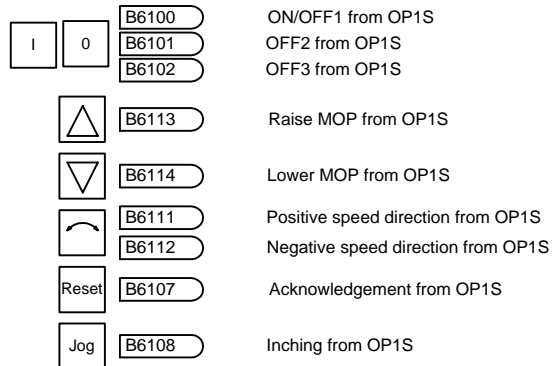 B6100 ON/OFF1 from OP1S
I 0 B6101 OFF2 from OP1S
B6102 OFF3 from OP1S
B6113 Raise MOP from OP1S
B6114 Lower MOP from OP1S
B6111 Positive speed direction from OP1S
B6112 Negative speed direction from OP1S
Reset B6107 Acknowledgement from OP1S
Jog B6108 Inching from OP1S